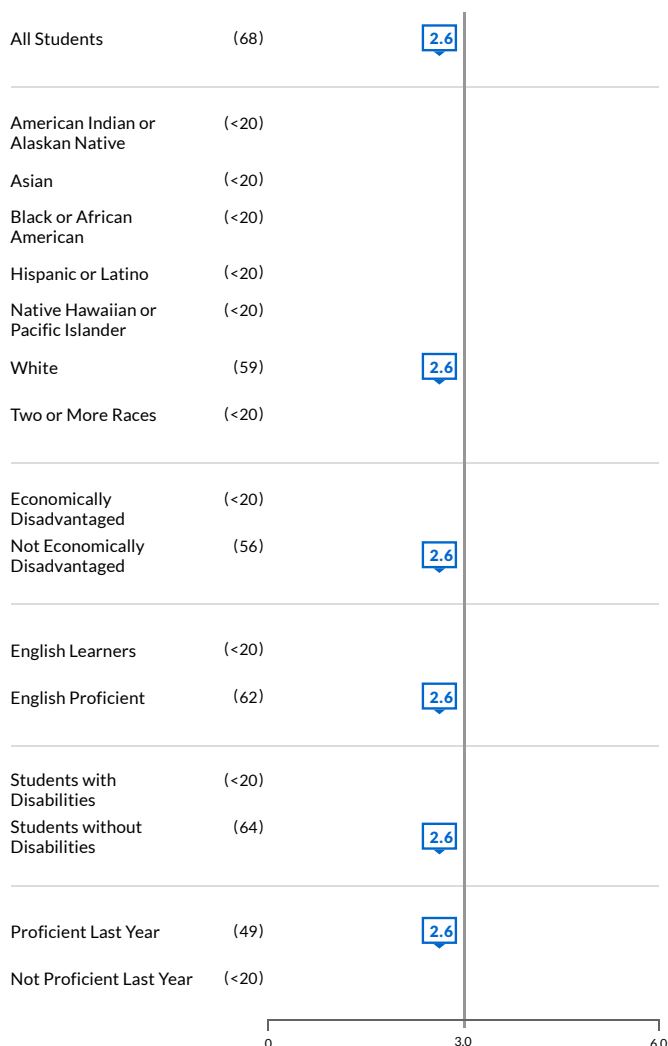 All Students (68) 2.6
American Indian or (<20)
Alaskan Native
Asian (<20)
Black or African (<20)
American
Hispanic or Latino (<20)
Native Hawaiian or (<20)
Pacific Islander
White (59) 2.6
Two or More Races (<20)
Economically (<20)
Disadvantaged
Not Economically (56) 2.6
Disadvantaged
English Learners (<20)
English Proficient (62) 2.6
Students with (<20)
Disabilities
Students without (64) 2.6
Disabilities
Proficient Last Year (49) 2.6
Not Proficient Last Year (<20)
0 3.0 6.0